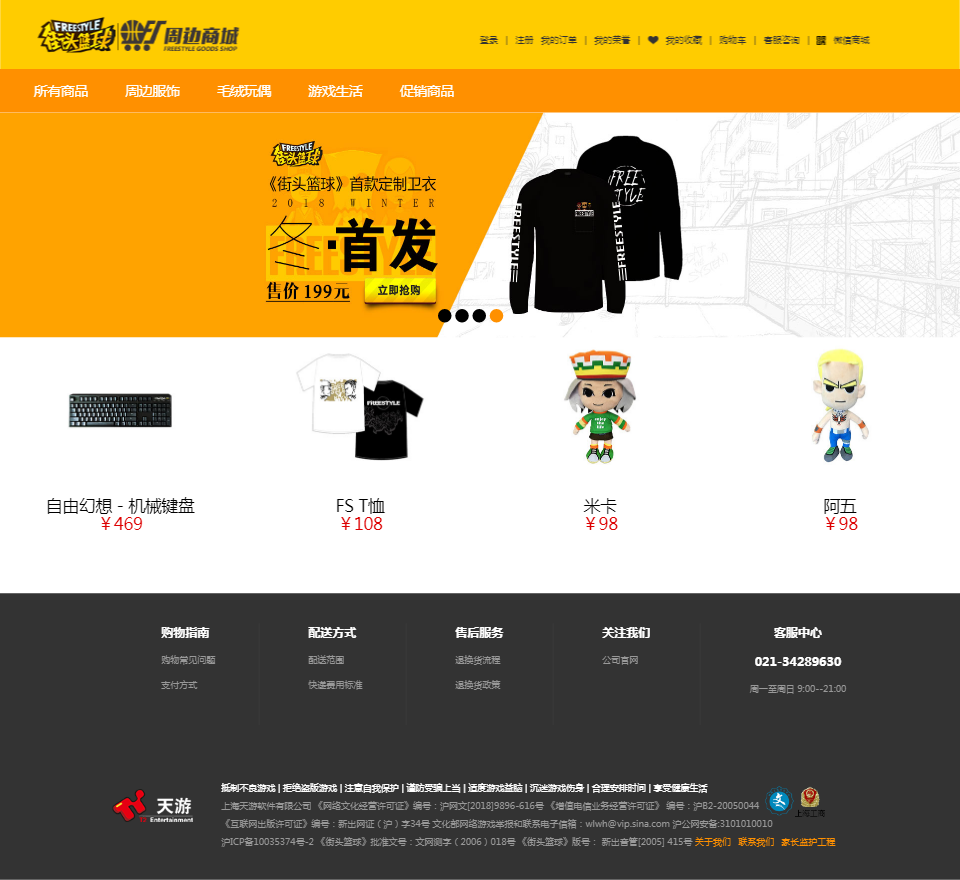 FREESTYLE
街头篮球 周边商城
FREESTYLE GOODS SHOP
登录 | 注册 我的订单 | 我的荣誉 | 我的收藏 | 购物车 | 客服咨询 | 微信商城
所有商品 周边服饰 毛绒玩偶 游戏生活 促销商品
FREESTYLE
街头篮球
《街头篮球》首款定制卫衣
2018 WINTER
冬·首发
FREESTYLE
售价 199元 立即抢购
FREESTYLE
FREESTYLE
FREE STYLE
FREESTYLE
FREESTYLE
enjoy the life
自由幻想 - 机械键盘 FS T恤 米卡 阿五
￥469 ￥108 ￥98 ￥98
购物指南 配送方式 售后服务 关注我们 客服中心
购物常见问题 配送范围 退换货流程 公司官网 021-34289630
支付方式 快递费用标准 退换货政策 周一至周日 9:00--21:00
抵制不良游戏 | 拒绝盗版游戏 | 注意自我保护 | 谨防受骗上当 | 适度游戏益脑 | 沉迷游戏伤身 | 合理安排时间 | 享受健康生活
天游
Entertainment
上海天游软件有限公司 《网络文化经营许可证》编号：沪网文[2018]9896-616号 《增值电信业务经营许可证》 编号：沪B2-20050044
上海工商
《互联网出版许可证》编号：新出网证（沪）字34号 文化部网络游戏举报和联系电子信箱：wlwh@vip.sina.com 沪公网安备:3101010010
沪ICP备10035374号-2 《街头篮球》批准文号：文网测字（2006）018号 《街头篮球》版号： 新出音管[2005] 415号 关于我们 联系我们 家长监护工程